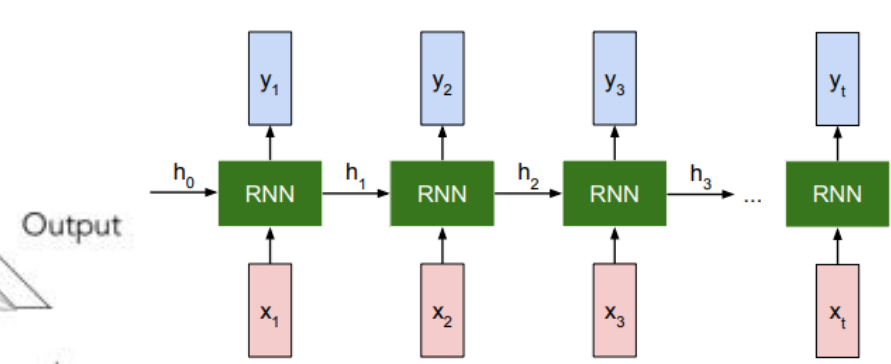 y1 y2 y3 yt
h0 h1 h2 h3
RNN RNN RNN ... RNN
Output
x1 x2 x3 xt